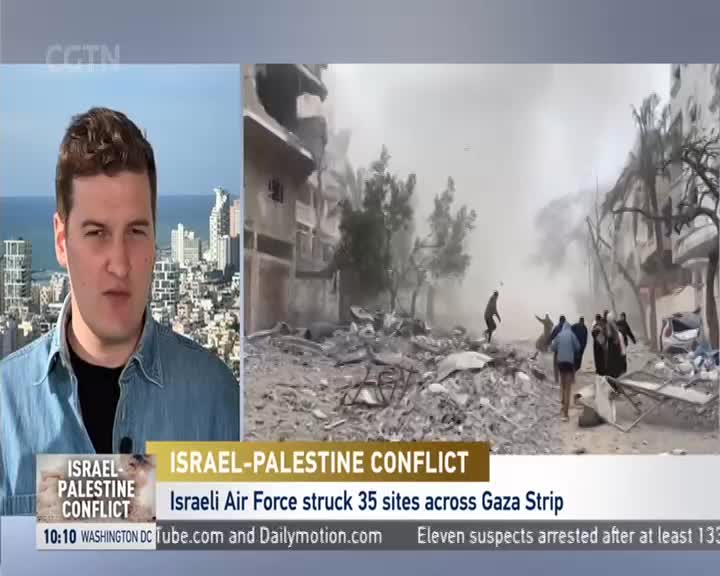 CGTN
ISRAEL-PALESTINE CONFLICT
Israeli Air Force struck 35 sites across Gaza Strip
ISRAEL-
PALESTINE
CONFLICT
10:10 WASHINGTON DC
Tube.com and Dailymotion.com Eleven suspects arrested after at least 133